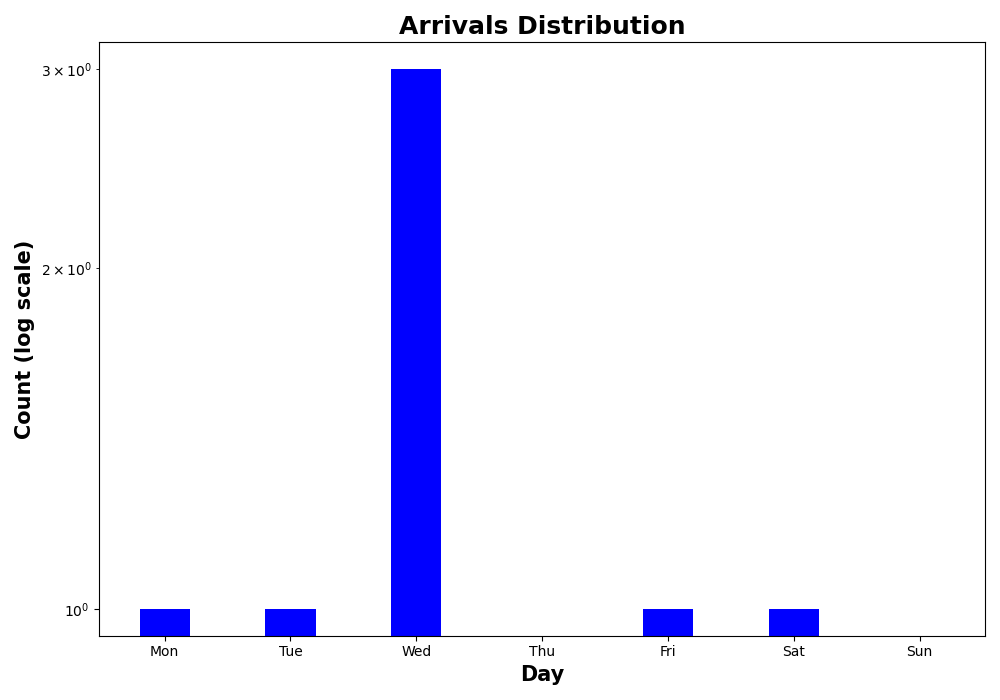 Arrivals Distribution
Count (log scale)
3 × 10⁰
2 × 10⁰
10⁰
Mon Tue Wed Thu Fri Sat Sun
Day